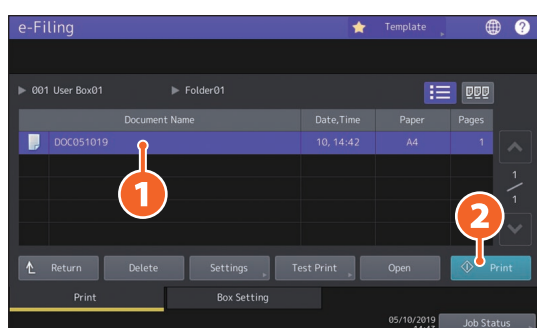 e-Filing
Template
?
001 User Box01
Folder01
Document Name Date,Time Paper Pages
DOC051019 10, 14:42 A4 1
1
1
1
2
Return Delete Settings Test Print Open Print
Print Box Setting
05/10/2019 Job Status